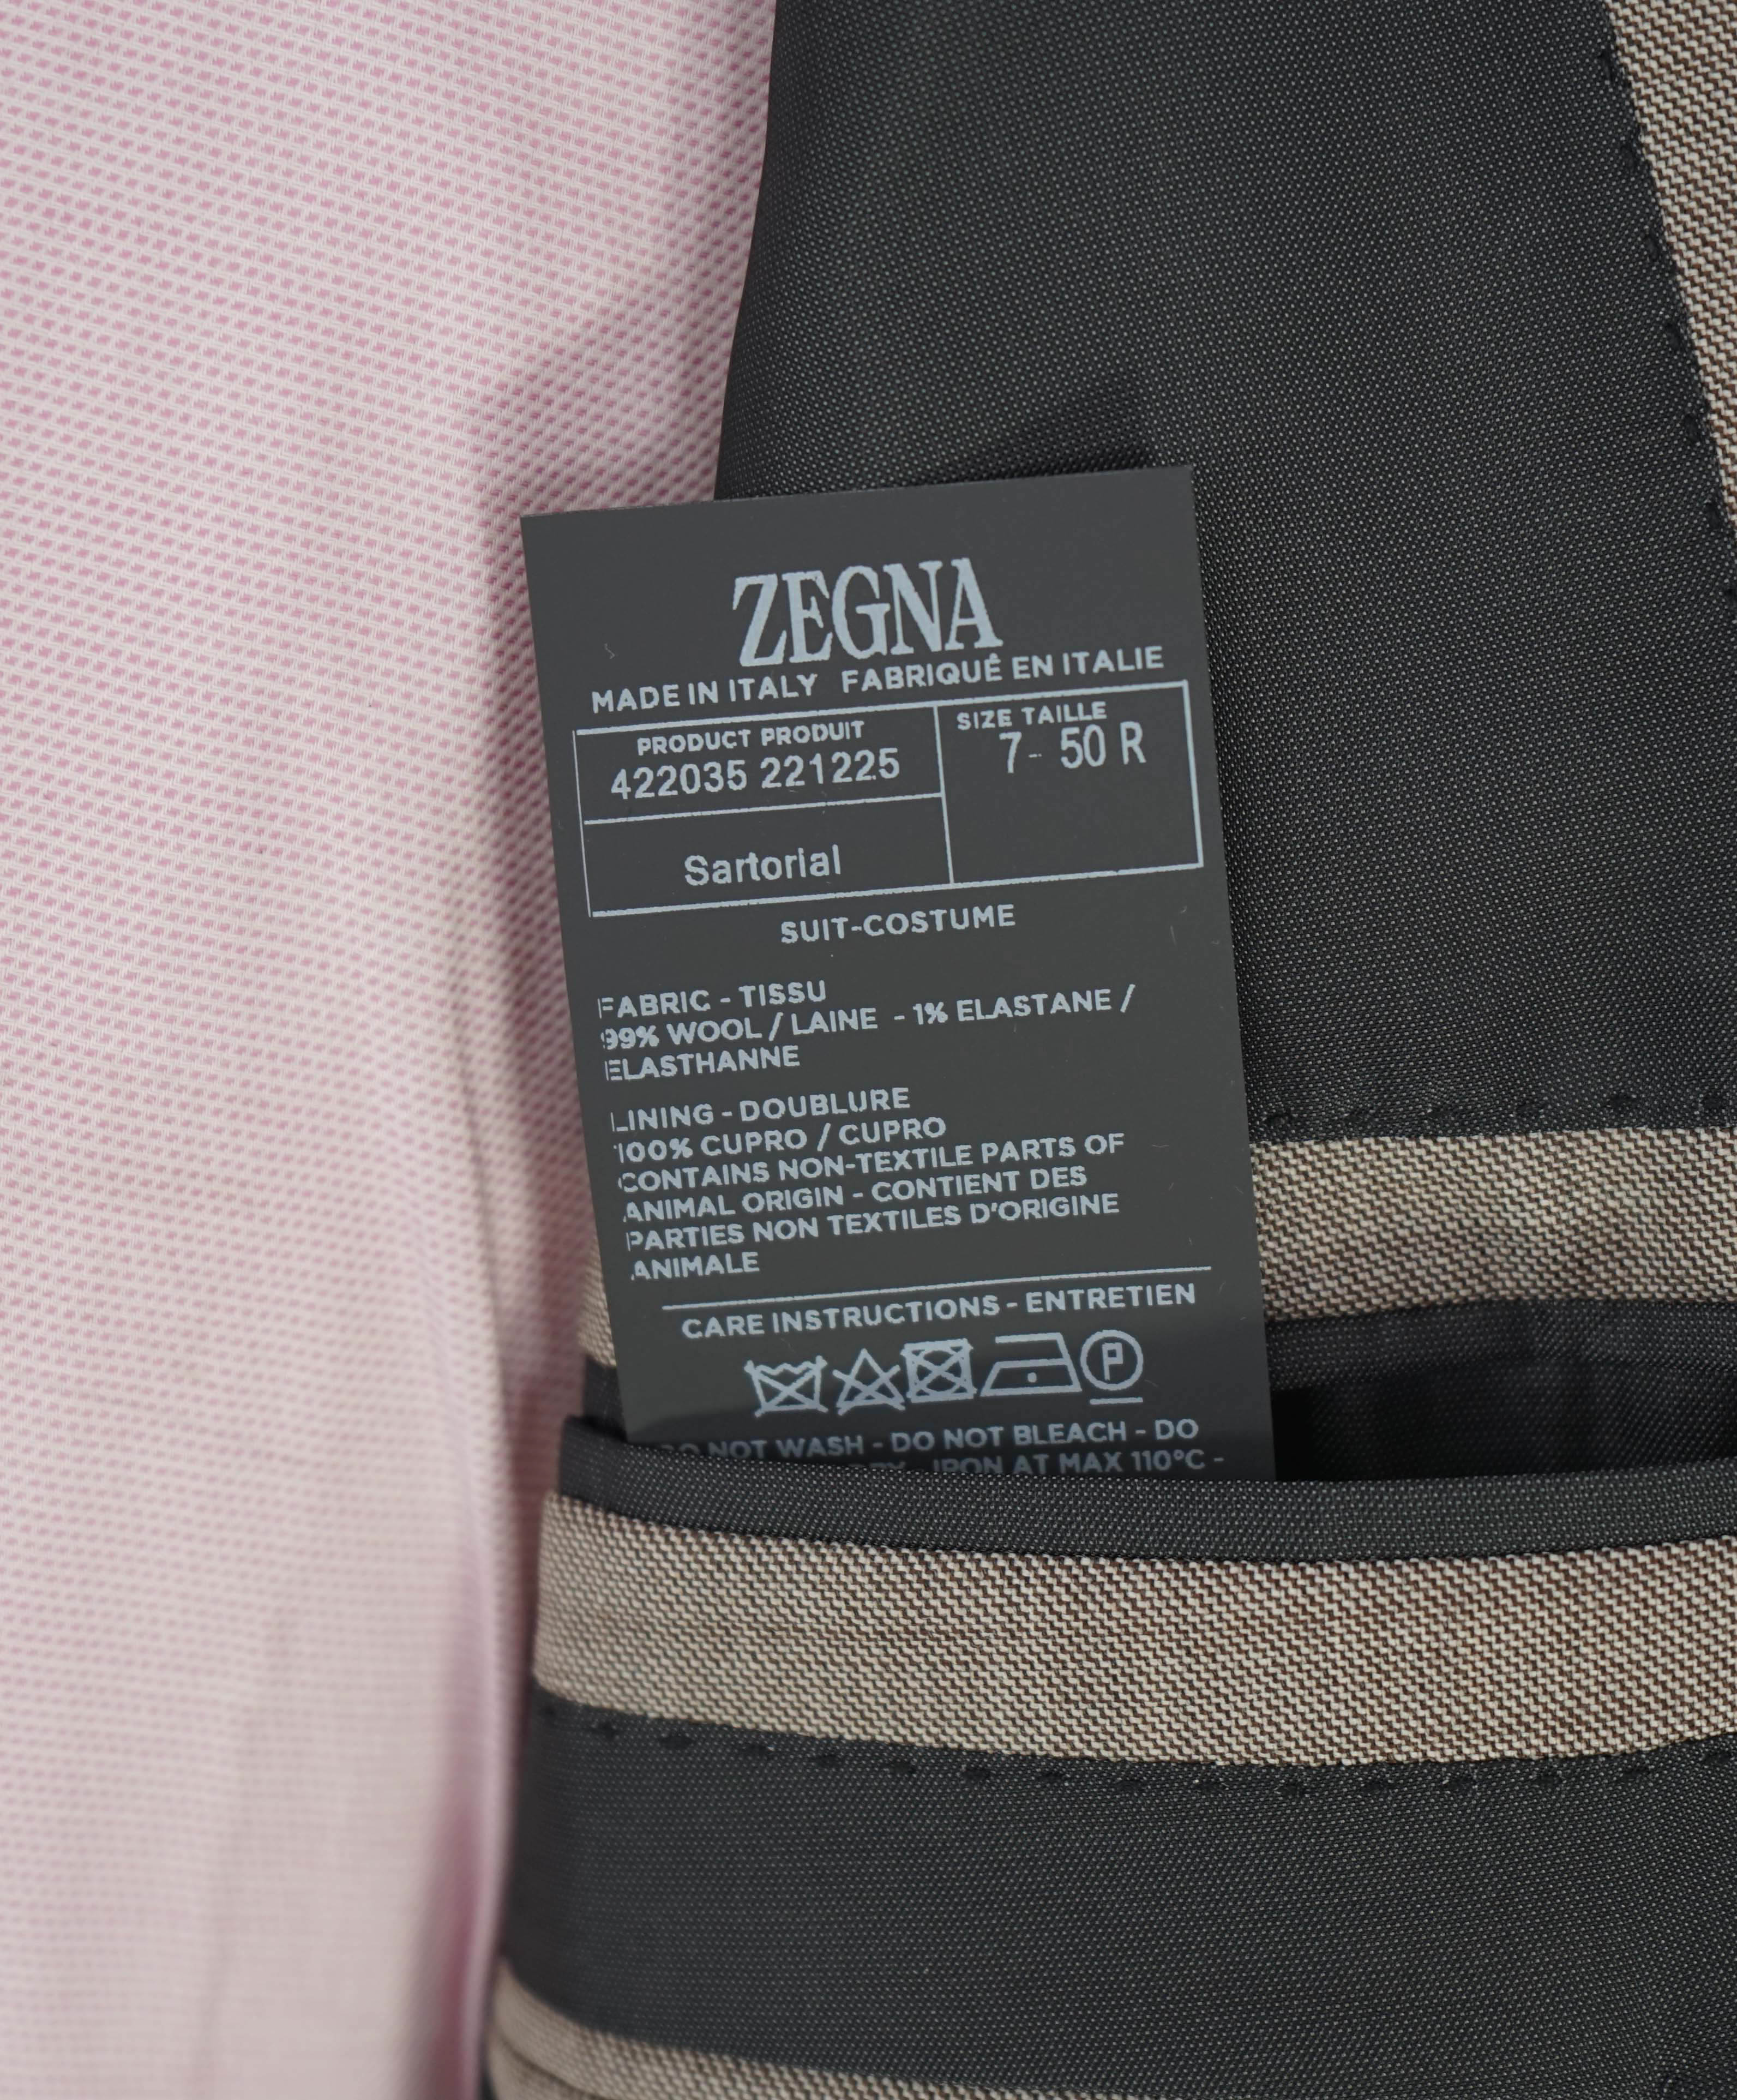 ZEGNA
MADE IN ITALY FABRIQUÉ EN ITALIE
PRODUCT PRODUIT
422035 221225
SIZE TAILLE
7- 50 R
Sartorial
SUIT-COSTUME
FABRIC - TISSU
99% WOOL / LAINE - 1% ELASTANE /
ELASTHANNE
LINING - DOUBLURE
100% CUPRO / CUPRO
CONTAINS NON-TEXTILE PARTS OF
ANIMAL ORIGIN - CONTIENT DES
PARTIES NON TEXTILES D'ORIGINE
ANIMALE
CARE INSTRUCTIONS - ENTRETIEN
P
DO NOT WASH - DO NOT BLEACH - DO
- IRON AT MAX 110°C -